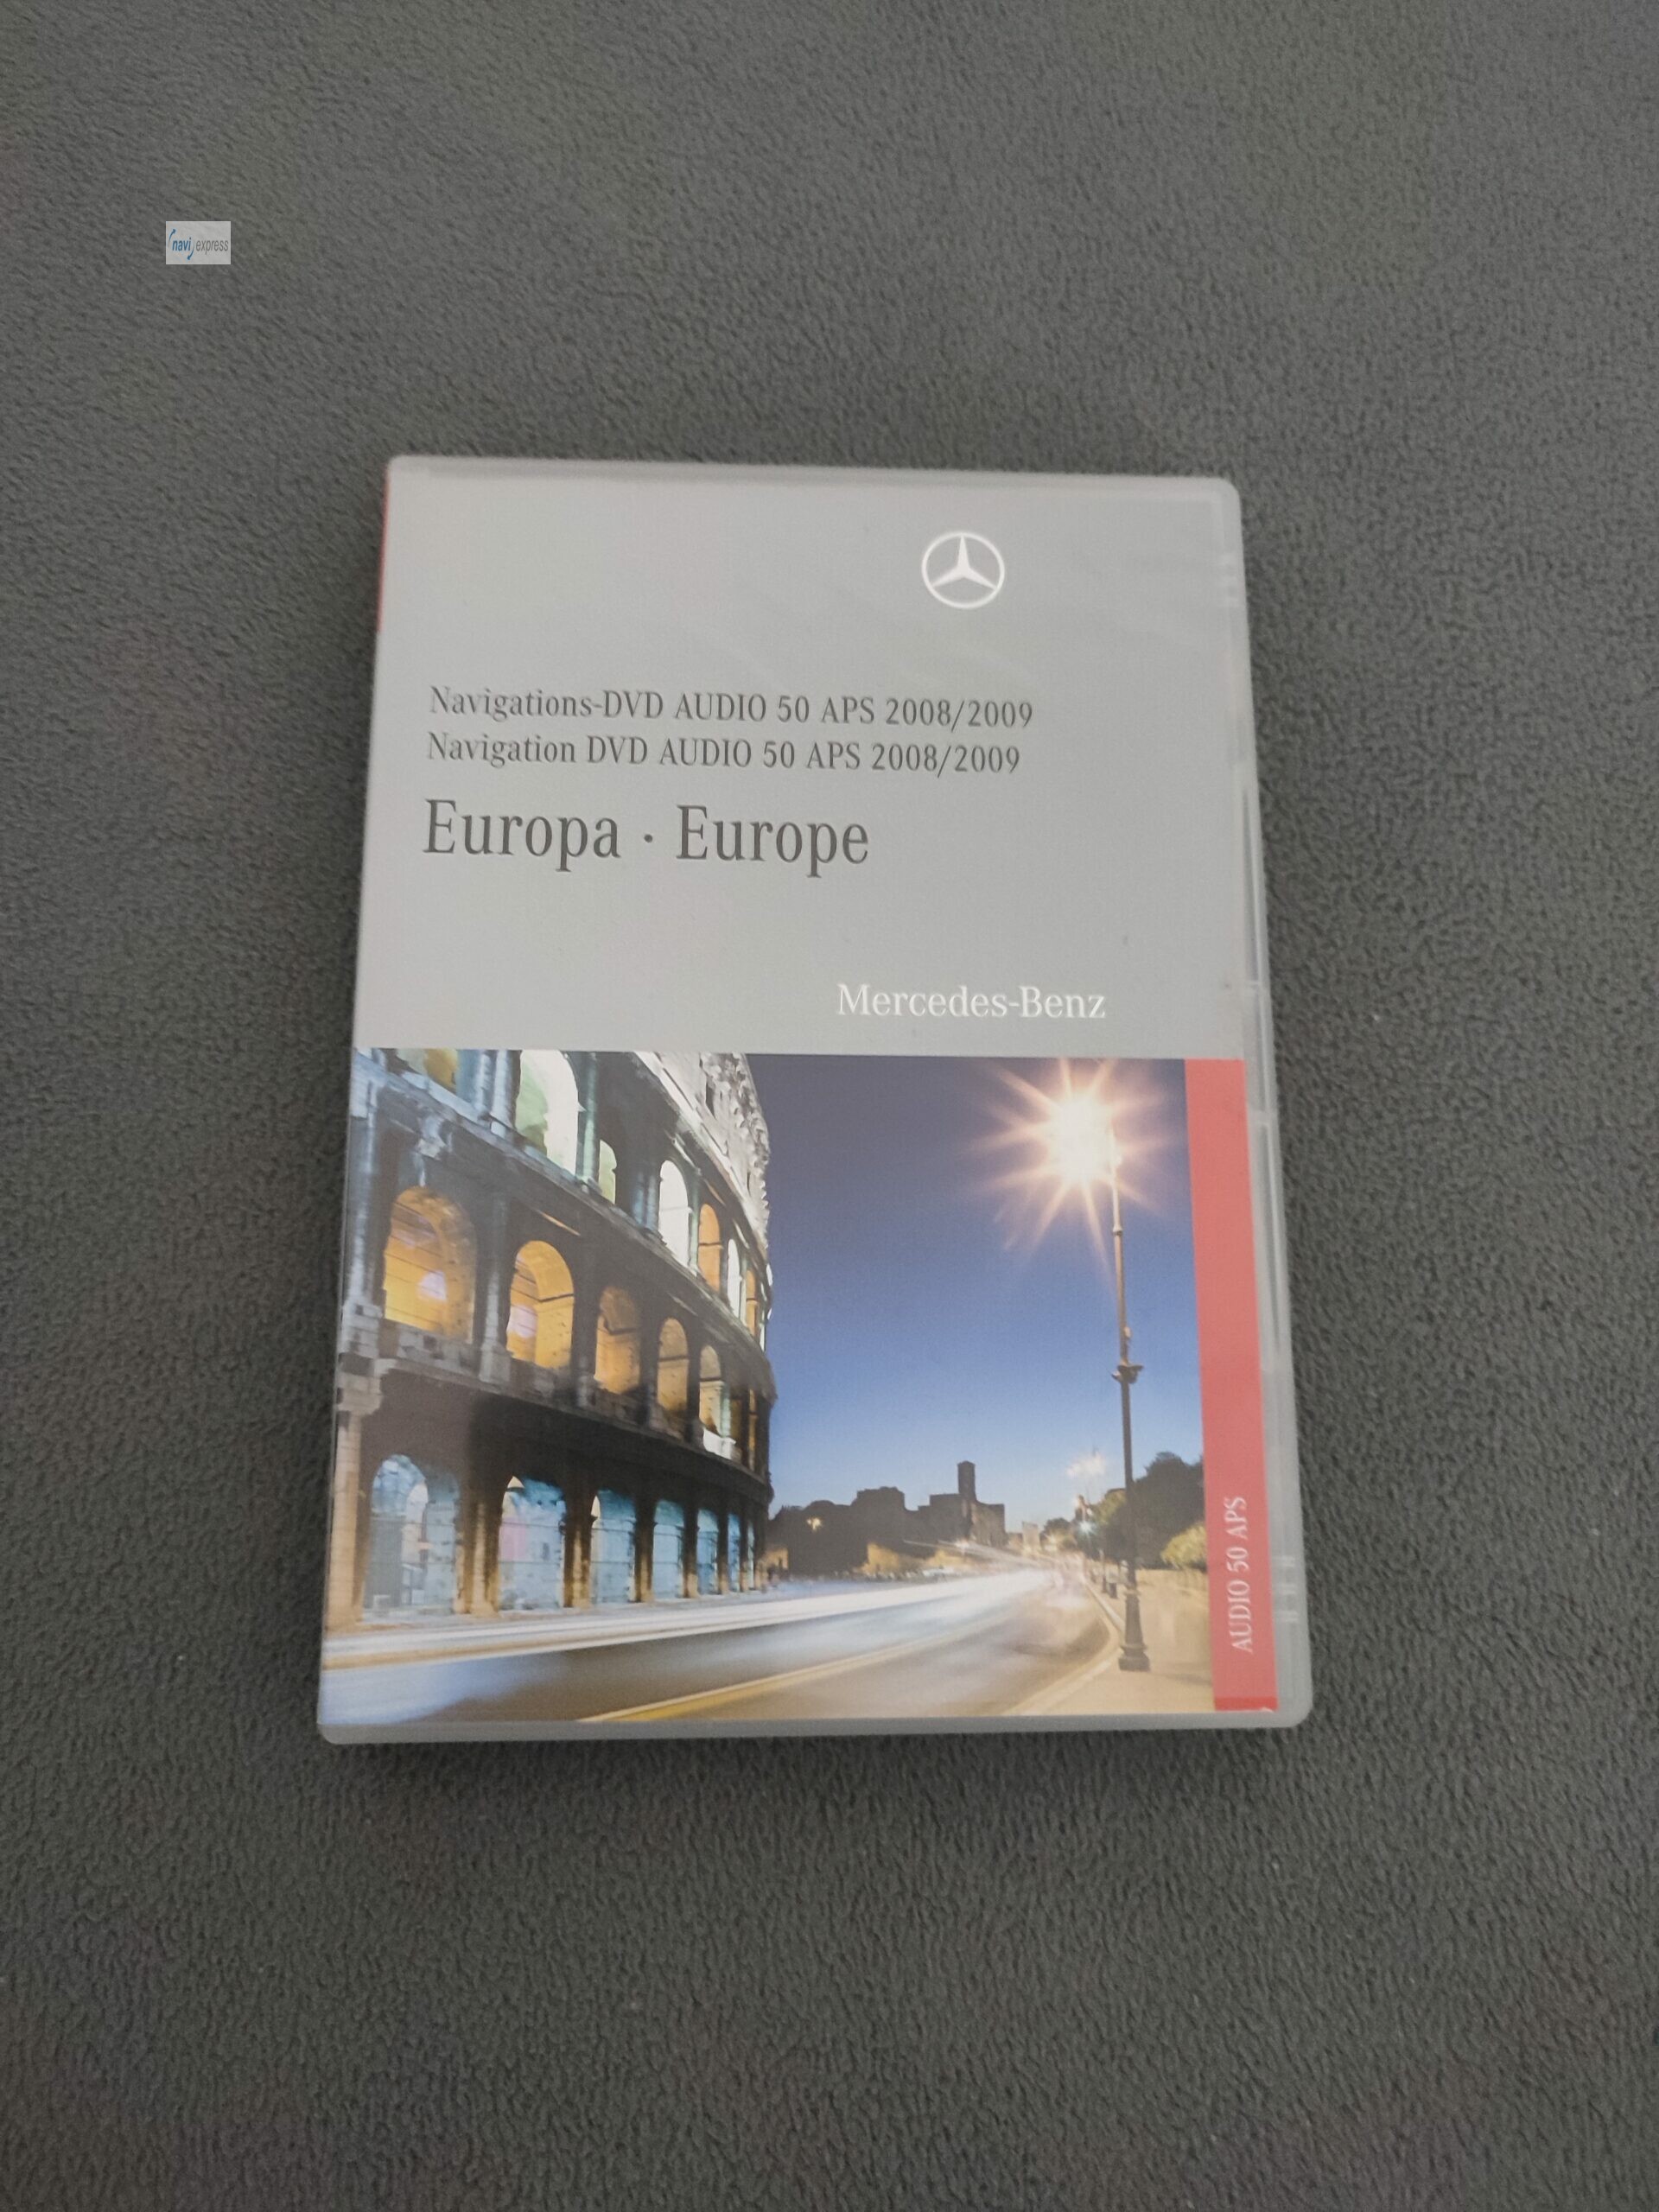 navi express
Navigations-DVD AUDIO 50 APS 2008/2009
Navigation DVD AUDIO 50 APS 2008/2009
Europa · Europe
Mercedes-Benz
AUDIO 50 APS